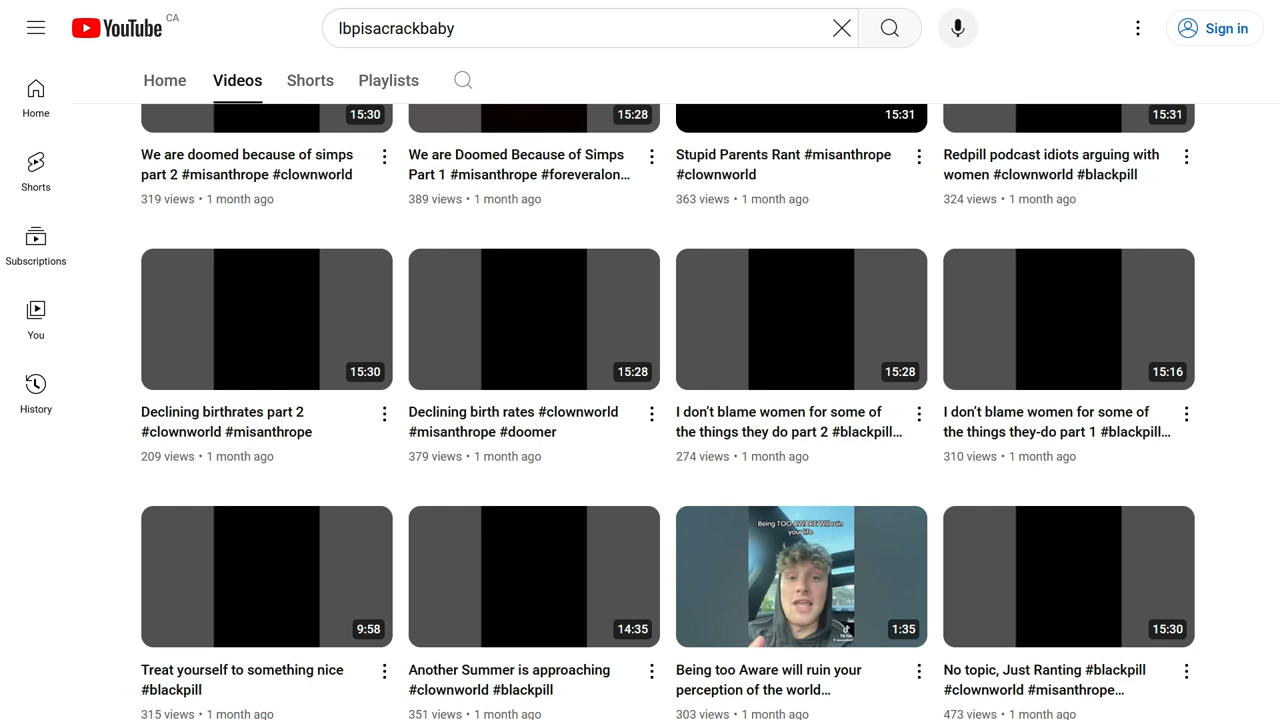 YouTube CA
lbpisacrackbaby
Sign in
Home
Videos
Shorts
Playlists
Home
Shorts
Subscriptions
You
History
15:30
15:28
15:31
15:31
We are doomed because of simps
part 2 #misanthrope #clownworld
319 views • 1 month ago
We are Doomed Because of Simps
Part 1 #misanthrope #foreveralon...
389 views • 1 month ago
Stupid Parents Rant #misanthrope
#clownworld
363 views • 1 month ago
Redpill podcast idiots arguing with
women #clownworld #blackpill
324 views • 1 month ago
15:30
15:28
15:28
15:16
Declining birthrates part 2
#clownworld #misanthrope
209 views • 1 month ago
Declining birth rates #clownworld
#misanthrope #doomer
379 views • 1 month ago
I don’t blame women for some of
the things they do part 2 #blackpill...
274 views • 1 month ago
I don’t blame women for some of
the things they-do part 1 #blackpill...
310 views • 1 month ago
9:58
14:35
Being TOO AWARE Will ruin
your life
TikTok
1:35
15:30
Treat yourself to something nice
#blackpill
315 views • 1 month ago
Another Summer is approaching
#clownworld #blackpill
351 views • 1 month ago
Being too Aware will ruin your
perception of the world...
303 views • 1 month ago
No topic, Just Ranting #blackpill
#clownworld #misanthrope...
473 views • 1 month ago